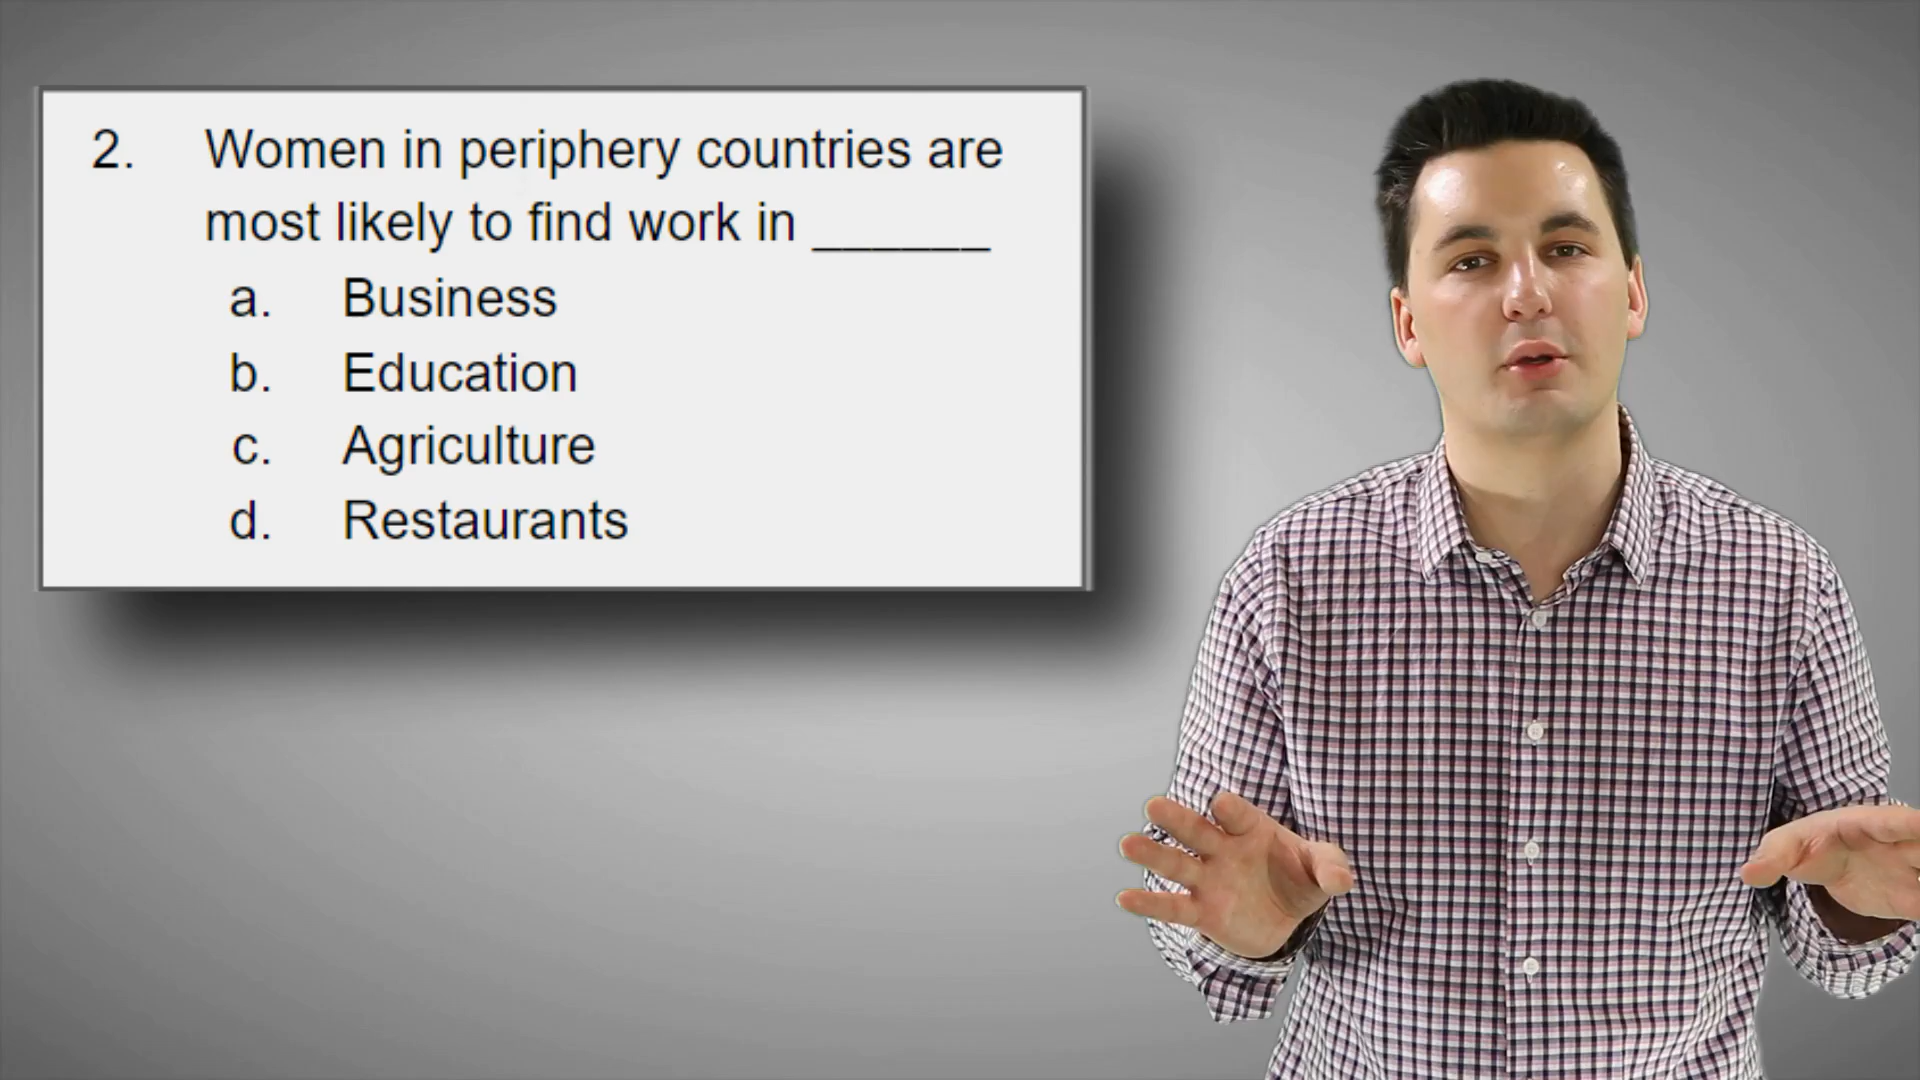 2. Women in periphery countries are
most likely to find work in ______
a. Business
b. Education
c. Agriculture
d. Restaurants